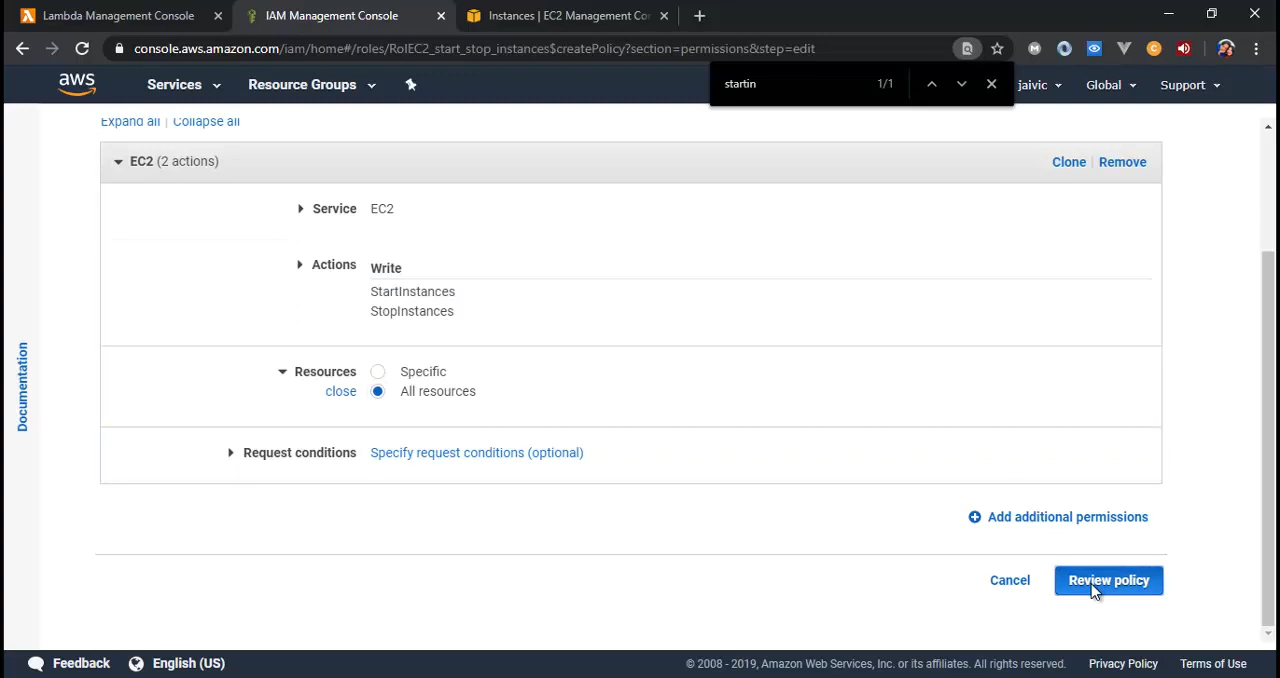 Lambda Management Console
IAM Management Console
Instances | EC2 Management Co
console.aws.amazon.com/iam/home#/roles/RolEC2_start_stop_instances$createPolicy?section=permissions&step=edit
aws
Services
Resource Groups
startin
1/1
jaivic
Global
Support
Expand all | Collapse all
EC2 (2 actions)
Clone
Remove
Service EC2
Actions Write
StartInstances
StopInstances
Resources Specific
close All resources
Request conditions Specify request conditions (optional)
Documentation
Add additional permissions
Cancel
Review policy
Feedback
English (US)
© 2008 - 2019, Amazon Web Services, Inc. or its affiliates. All rights reserved.
Privacy Policy
Terms of Use